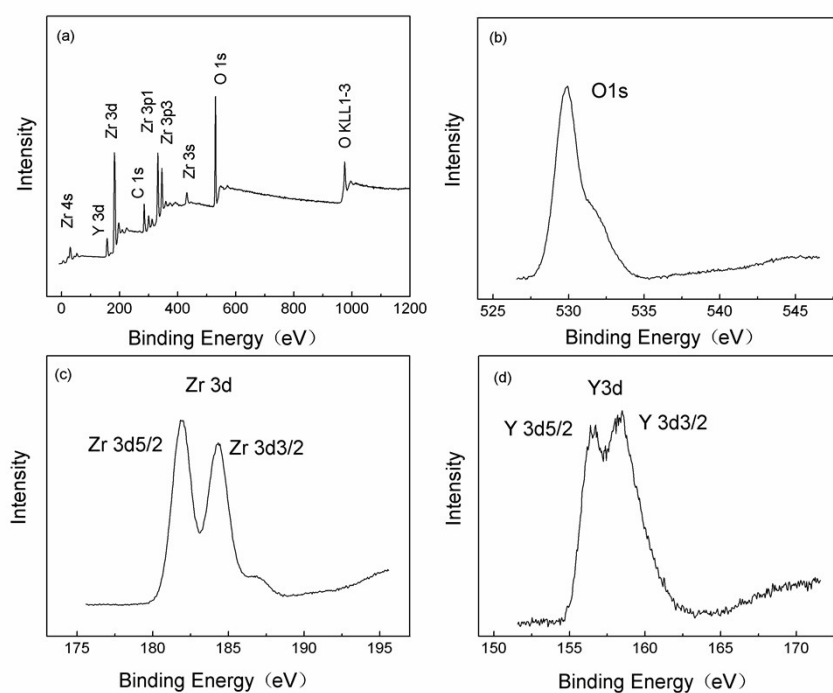 (a)
Intensity
Zr 4s
Y 3d
Zr 3d
C 1s
Zr 3p1
Zr 3p3
Zr 3s
O 1s
O KLL1-3
0 200 400 600 800 1000 1200
Binding Energy (eV)
(b)
Intensity
O1s
525 530 535 540 545
Binding Energy (eV)
(c)
Intensity
Zr 3d
Zr 3d5/2
Zr 3d3/2
175 180 185 190 195
Binding Energy (eV)
(d)
Intensity
Y3d
Y 3d5/2
Y 3d3/2
150 155 160 165 170
Binding Energy (eV)